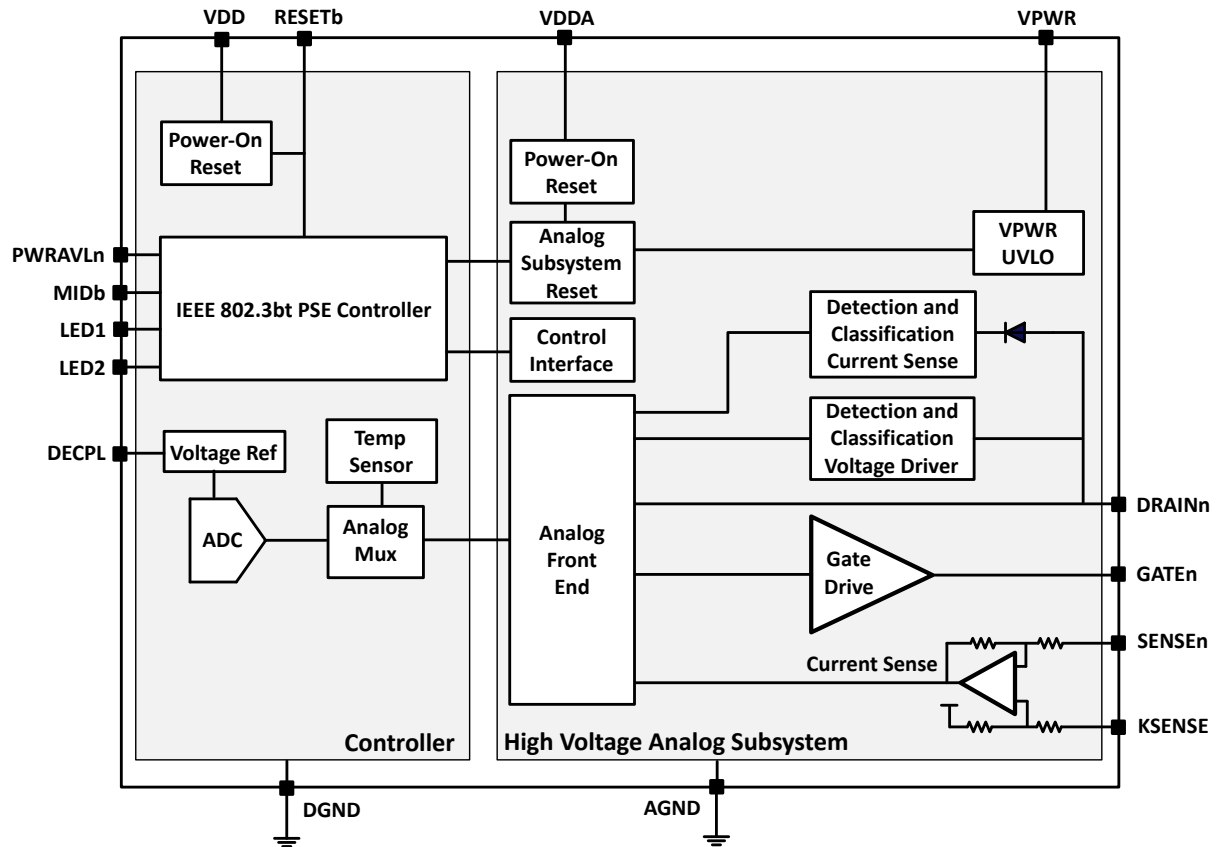 VDD
RESETb
VDDA
VPWR
Power-On
Reset
Power-On
Reset
PWRAVLn
MIDb
LED1
LED2
IEEE 802.3bt PSE Controller
Analog
Subsystem
Reset
VPWR
UVLO
Control
Interface
Detection and
Classification
Current Sense
DECPL
Voltage Ref
Temp
Sensor
Detection and
Classification
Voltage Driver
ADC
Analog
Mux
Analog
Front
End
DRAINn
Gate
Drive
GATEn
Current Sense
SENSEn
KSENSE
Controller
High Voltage Analog Subsystem
DGND
AGND